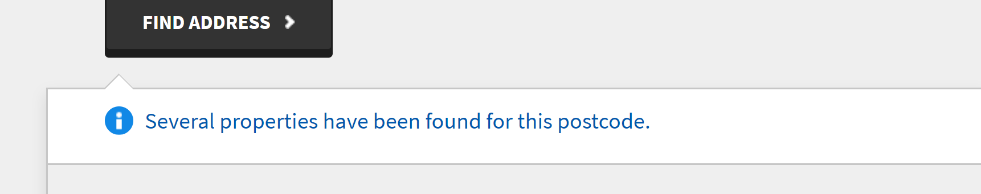 FIND ADDRESS
Several properties have been found for this postcode.